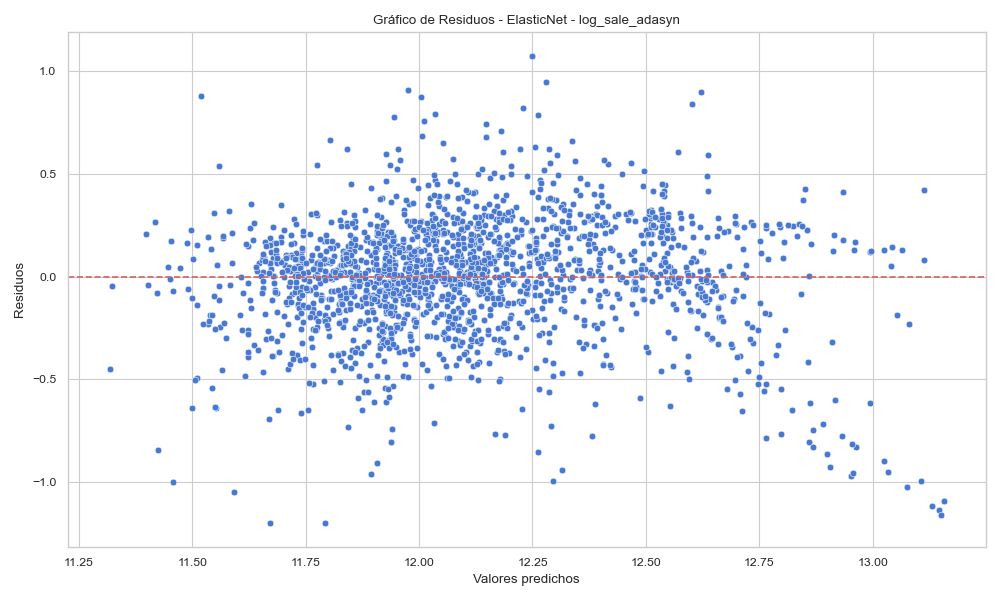 Gráfico de Residuos - ElasticNet - log_sale_adasyn
Residuos
1.0
0.5
0.0
−0.5
−1.0
11.25 11.50 11.75 12.00 12.25 12.50 12.75 13.00
Valores predichos